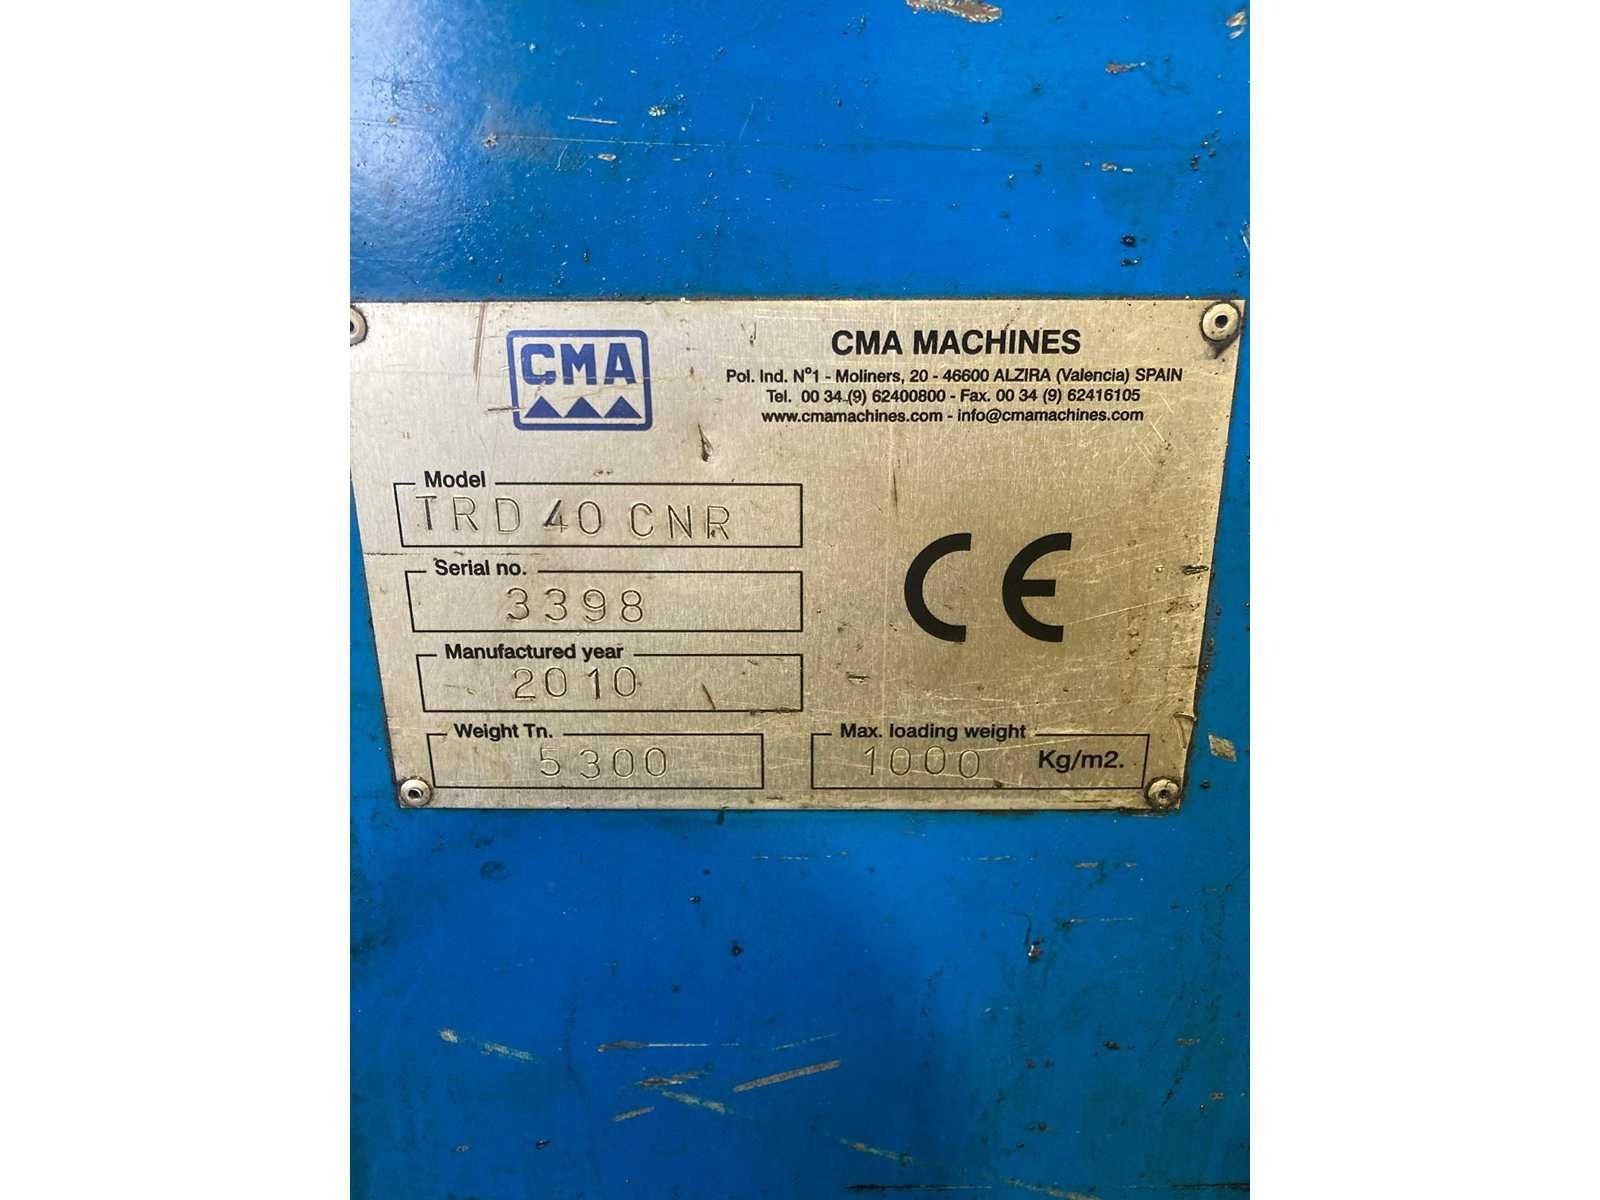 CMA
CMA MACHINES
Pol. Ind. Nº1 - Moliners, 20 - 46600 ALZIRA (Valencia) SPAIN
Tel. 00 34 (9) 62400800 - Fax. 00 34 (9) 62416105
www.cmamachines.com - info@cmamachines.com
Model
TRD 40 CNR
Serial no.
3398
Manufactured year
2010
Weight Tn.
5300
Max. loading weight
1000 Kg/m2.
CE